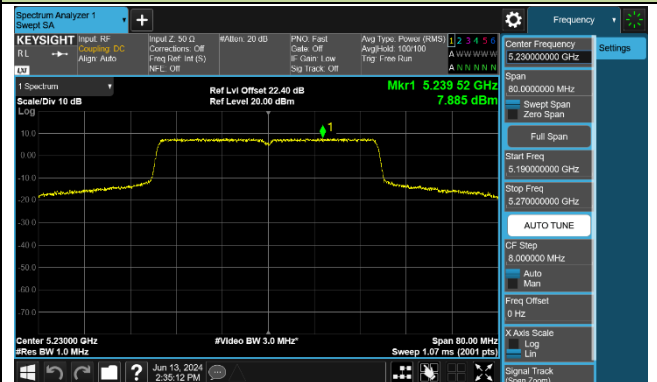 Spectrum Analyzer 1
Swept SA
Frequency
KEYSIGHT
RL
Input: RF
Coupling: DC
Align: Auto
Input Z: 50 Ω
Corrections: Off
Freq Ref: Int (S)
NFE: Off
#Atten: 20 dB
PNO: Fast
Gate: Off
IF Gain: Low
Sig Track: Off
Avg Type: Power (RMS)
Avg|Hold: 100/100
Trig: Free Run
1 2 3 4 5 6
A W W W W W
A N N N N N
1 Spectrum
Scale/Div 10 dB
Log
Ref Lvl Offset 22.40 dB
Ref Level 20.00 dBm
Mkr1 5.239 52 GHz
7.885 dBm
1
10.0
0.00
-10.0
-20.0
-30.0
-40.0
-50.0
-60.0
-70.0
Center 5.23000 GHz
#Res BW 1.0 MHz
#Video BW 3.0 MHz*
Span 80.00 MHz
Sweep 1.07 ms (2001 pts)
Jun 13, 2024
2:35:12 PM
Center Frequency
5.230000000 GHz
Settings
Span
80.0000000 MHz
Swept Span
Zero Span
Full Span
Start Freq
5.190000000 GHz
Stop Freq
5.270000000 GHz
AUTO TUNE
CF Step
8.000000 MHz
Auto
Man
Freq Offset
0 Hz
X Axis Scale
Log
Lin
Signal Track
(Span Zoom)